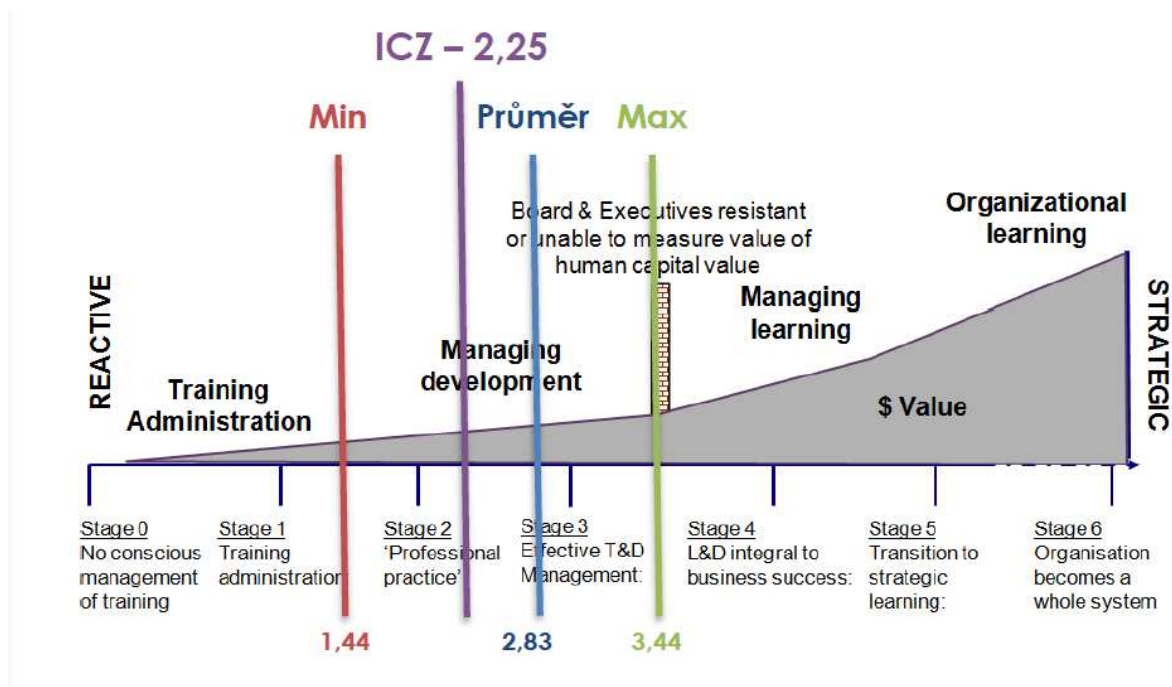 ICZ – 2,25
Min
Průměr
Max
Board & Executives resistant
or unable to measure value of
human capital value
Organizational
learning
Managing
learning
REACTIVE
STRATEGIC
Managing
development
Training
Administration
$ Value
Stage 0
No conscious
management
of training
Stage 1
Training
administration
Stage 2
'Professional
practice'
Stage 3
Effective T&D
Management:
Stage 4
L&D integral to
business success:
Stage 5
Transition to
strategic
learning:
Stage 6
Organisation
becomes a
whole system
1,44
2,83
3,44